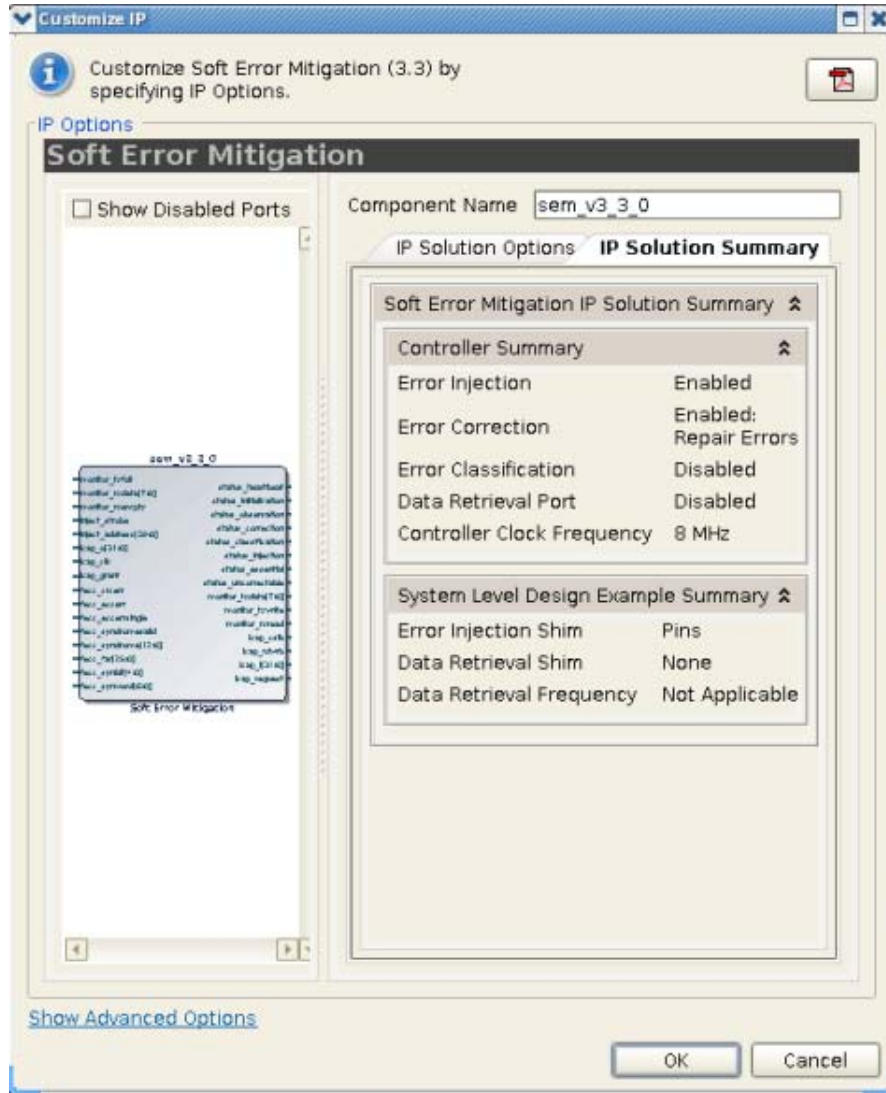 Customize IP
Customize Soft Error Mitigation (3.3) by
specifying IP Options.
IP Options
Soft Error Mitigation
Show Disabled Ports
Component Name sem_v3_3_0
IP Solution Options IP Solution Summary
Soft Error Mitigation IP Solution Summary
Controller Summary
Error Injection Enabled
Error Correction Enabled:
Repair Errors
Error Classification Disabled
Data Retrieval Port Disabled
Controller Clock Frequency 8 MHz
System Level Design Example Summary
Error Injection Shim Pins
Data Retrieval Shim None
Data Retrieval Frequency Not Applicable
sem_v3_3_0
Soft Error Mitigation
Show Advanced Options
OK Cancel